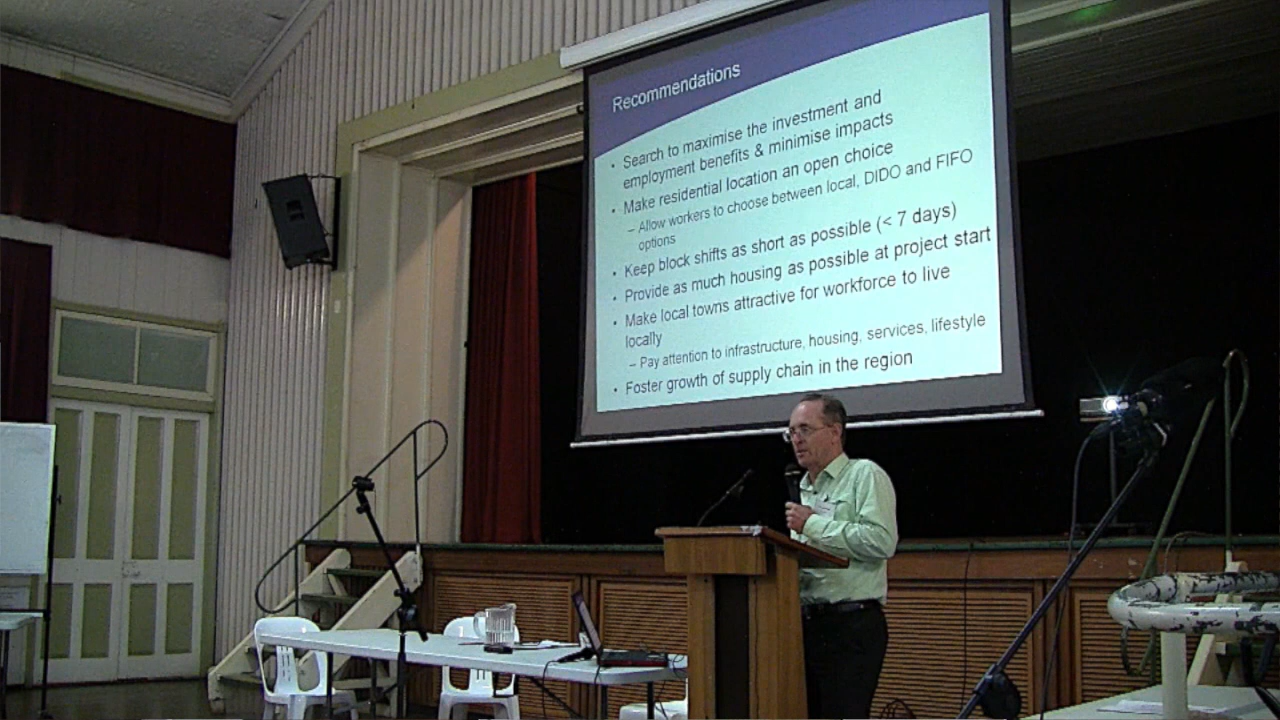 Recommendations
• Search to maximise the investment and
employment benefits & minimise impacts
• Make residential location an open choice
– Allow workers to choose between local, DIDO and FIFO
options
• Keep block shifts as short as possible (< 7 days)
• Provide as much housing as possible at project start
• Make local towns attractive for workforce to live
locally
– Pay attention to infrastructure, housing, services, lifestyle
• Foster growth of supply chain in the region